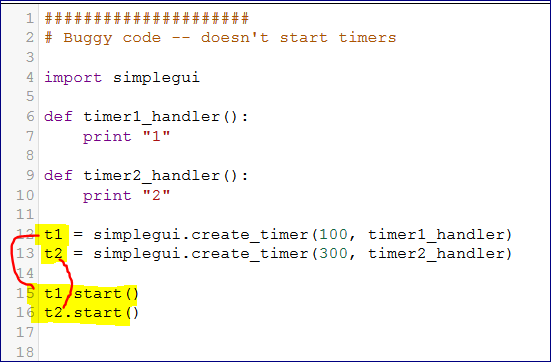 1 #####################
2 # Buggy code -- doesn't start timers
3
4 import simplegui
5
6 def timer1_handler():
7     print "1"
8
9 def timer2_handler():
10     print "2"
11
12 t1 = simplegui.create_timer(100, timer1_handler)
13 t2 = simplegui.create_timer(300, timer2_handler)
14
15 t1.start()
16 t2.start()
17
18